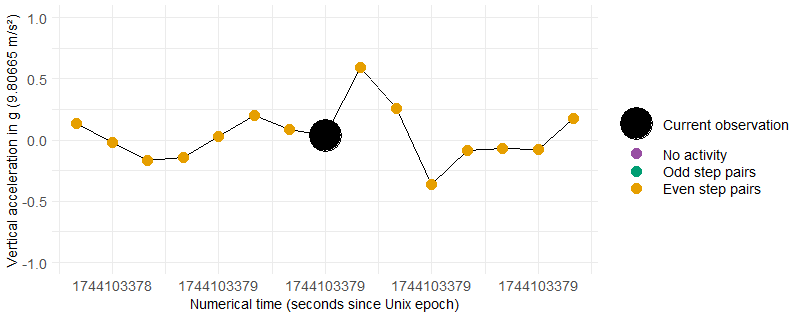 Vertical acceleration in g (9.80665 m/s²)
1.0
0.5
0.0
-0.5
-1.0
1744103378 1744103379 1744103379 1744103379 1744103379
Numerical time (seconds since Unix epoch)
Current observation
No activity
Odd step pairs
Even step pairs